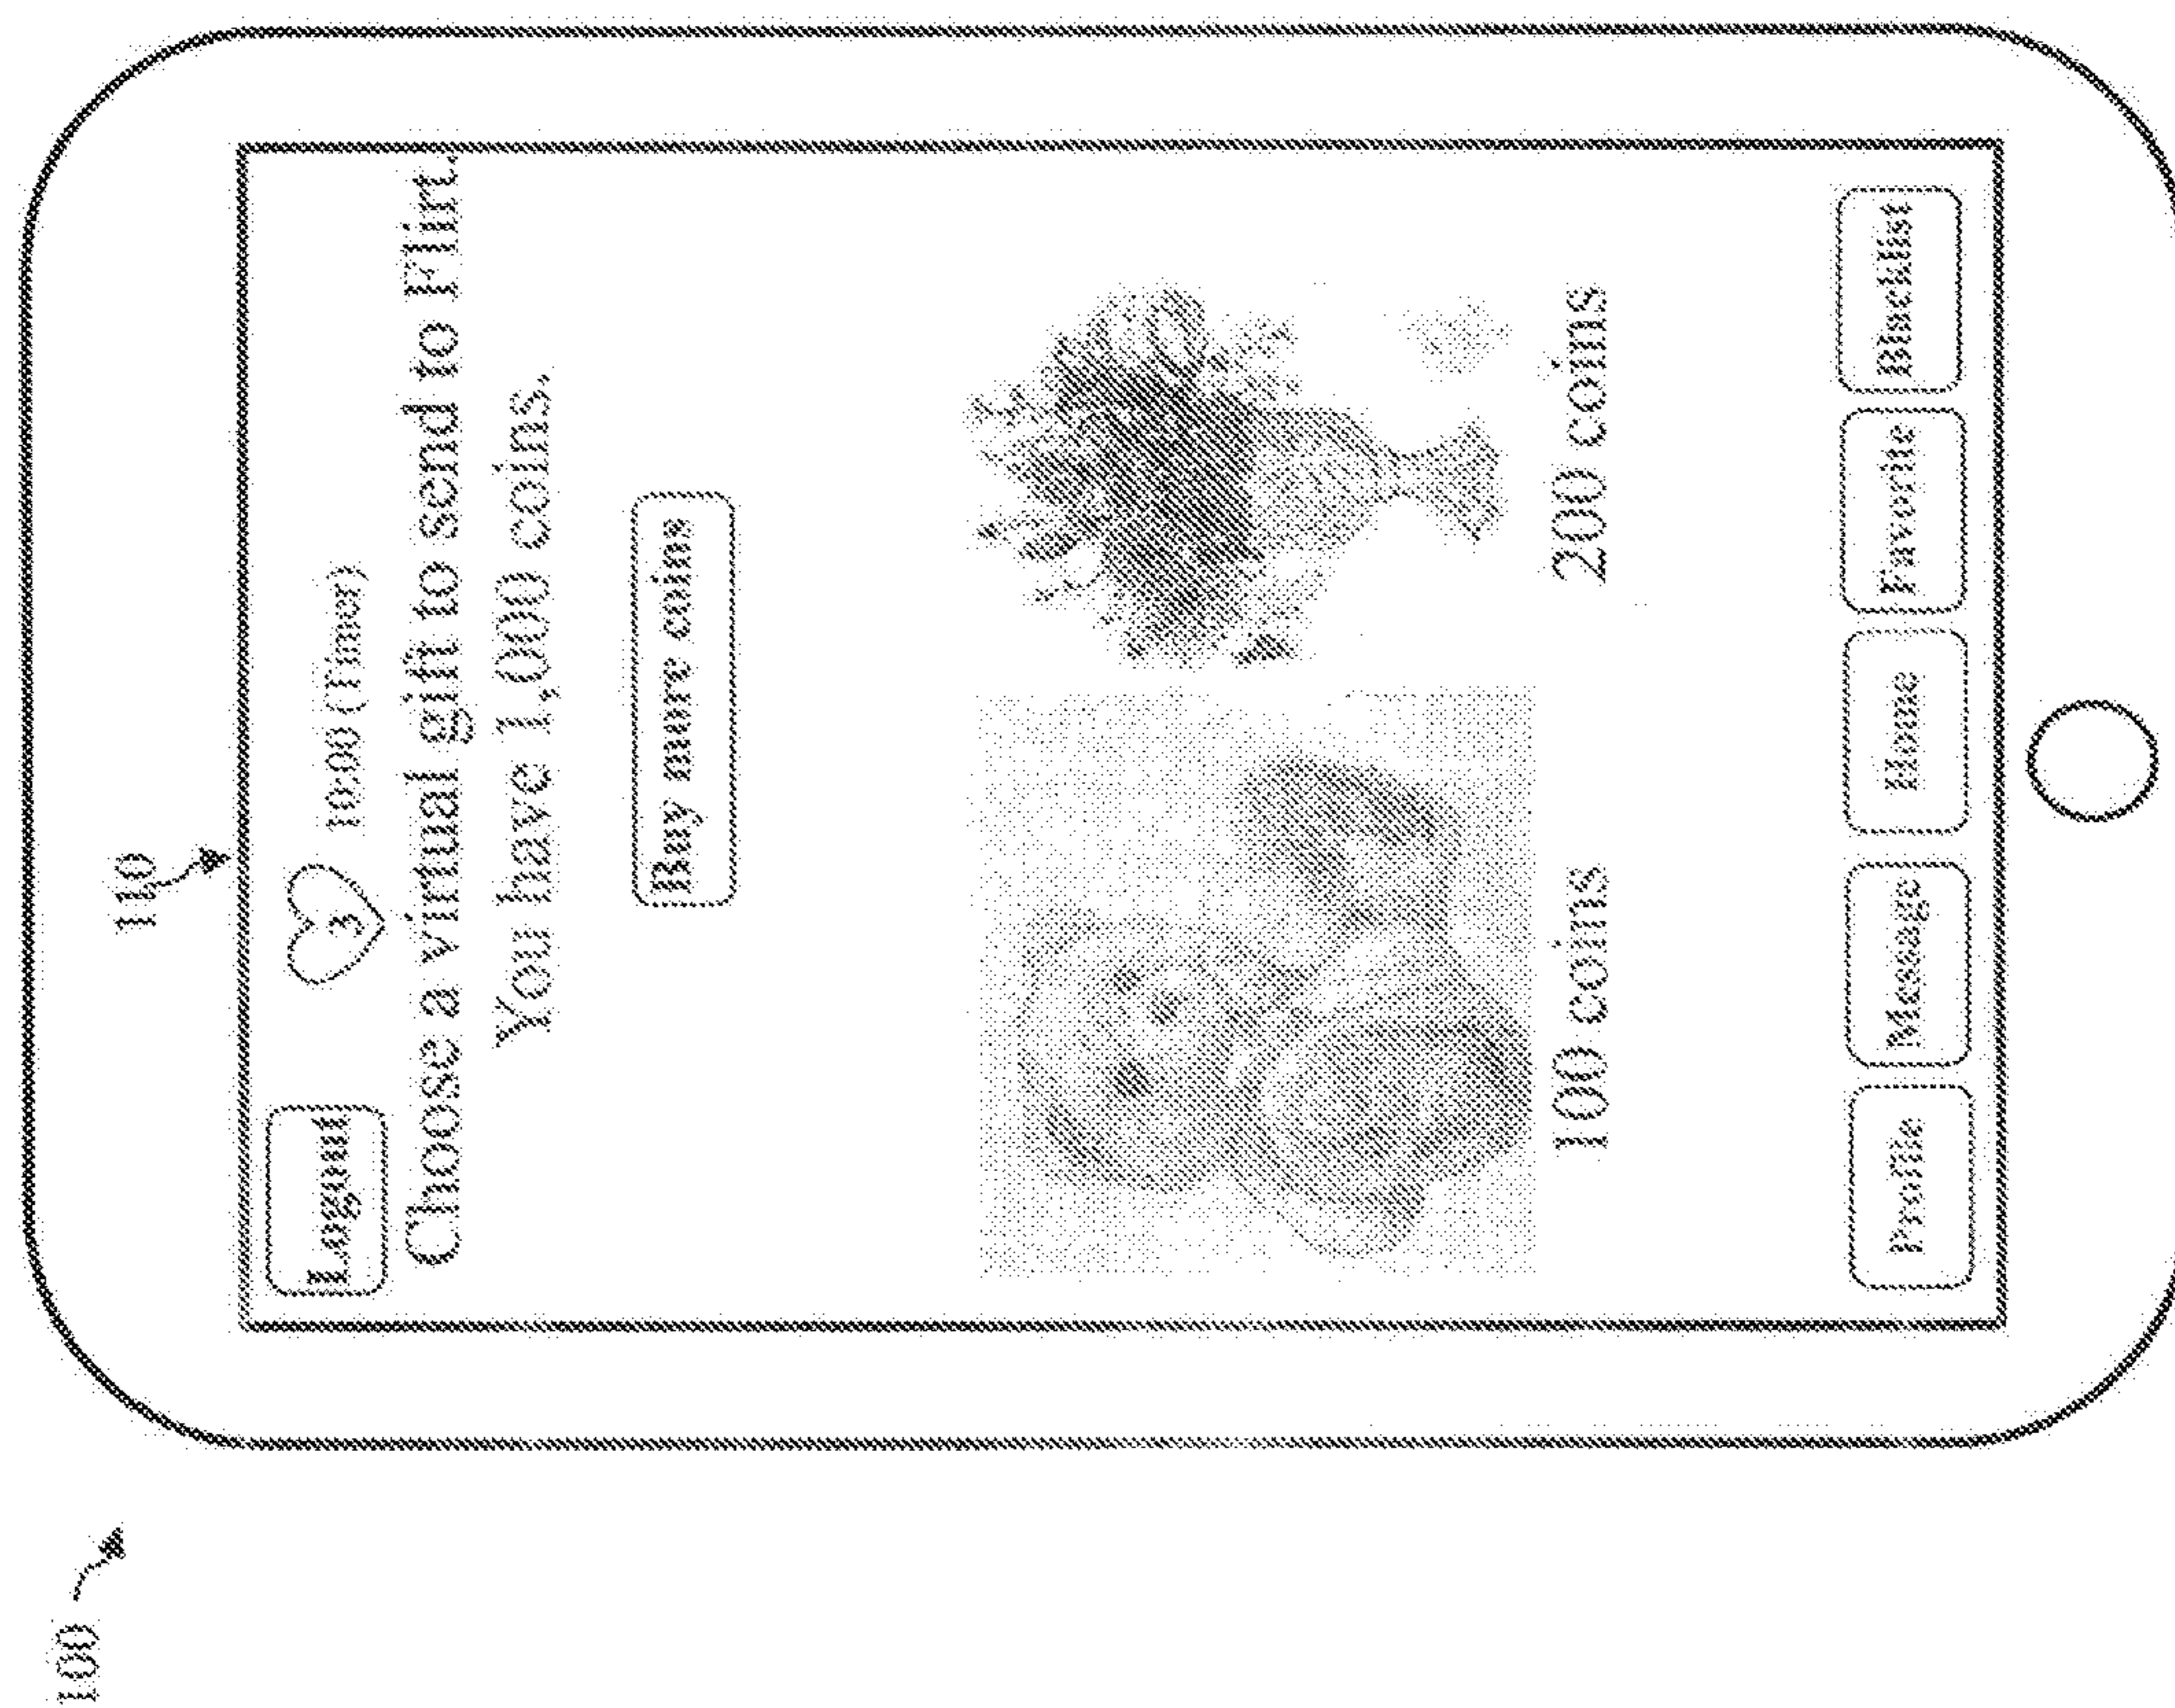 100
110
Logout
3
10:00 (Timer)
Choose a virtual gift to send to Flirt.
You have 1,000 coins.
Buy more coins
100 coins
200 coins
Profile
Message
Home
Favorite
Blacklist